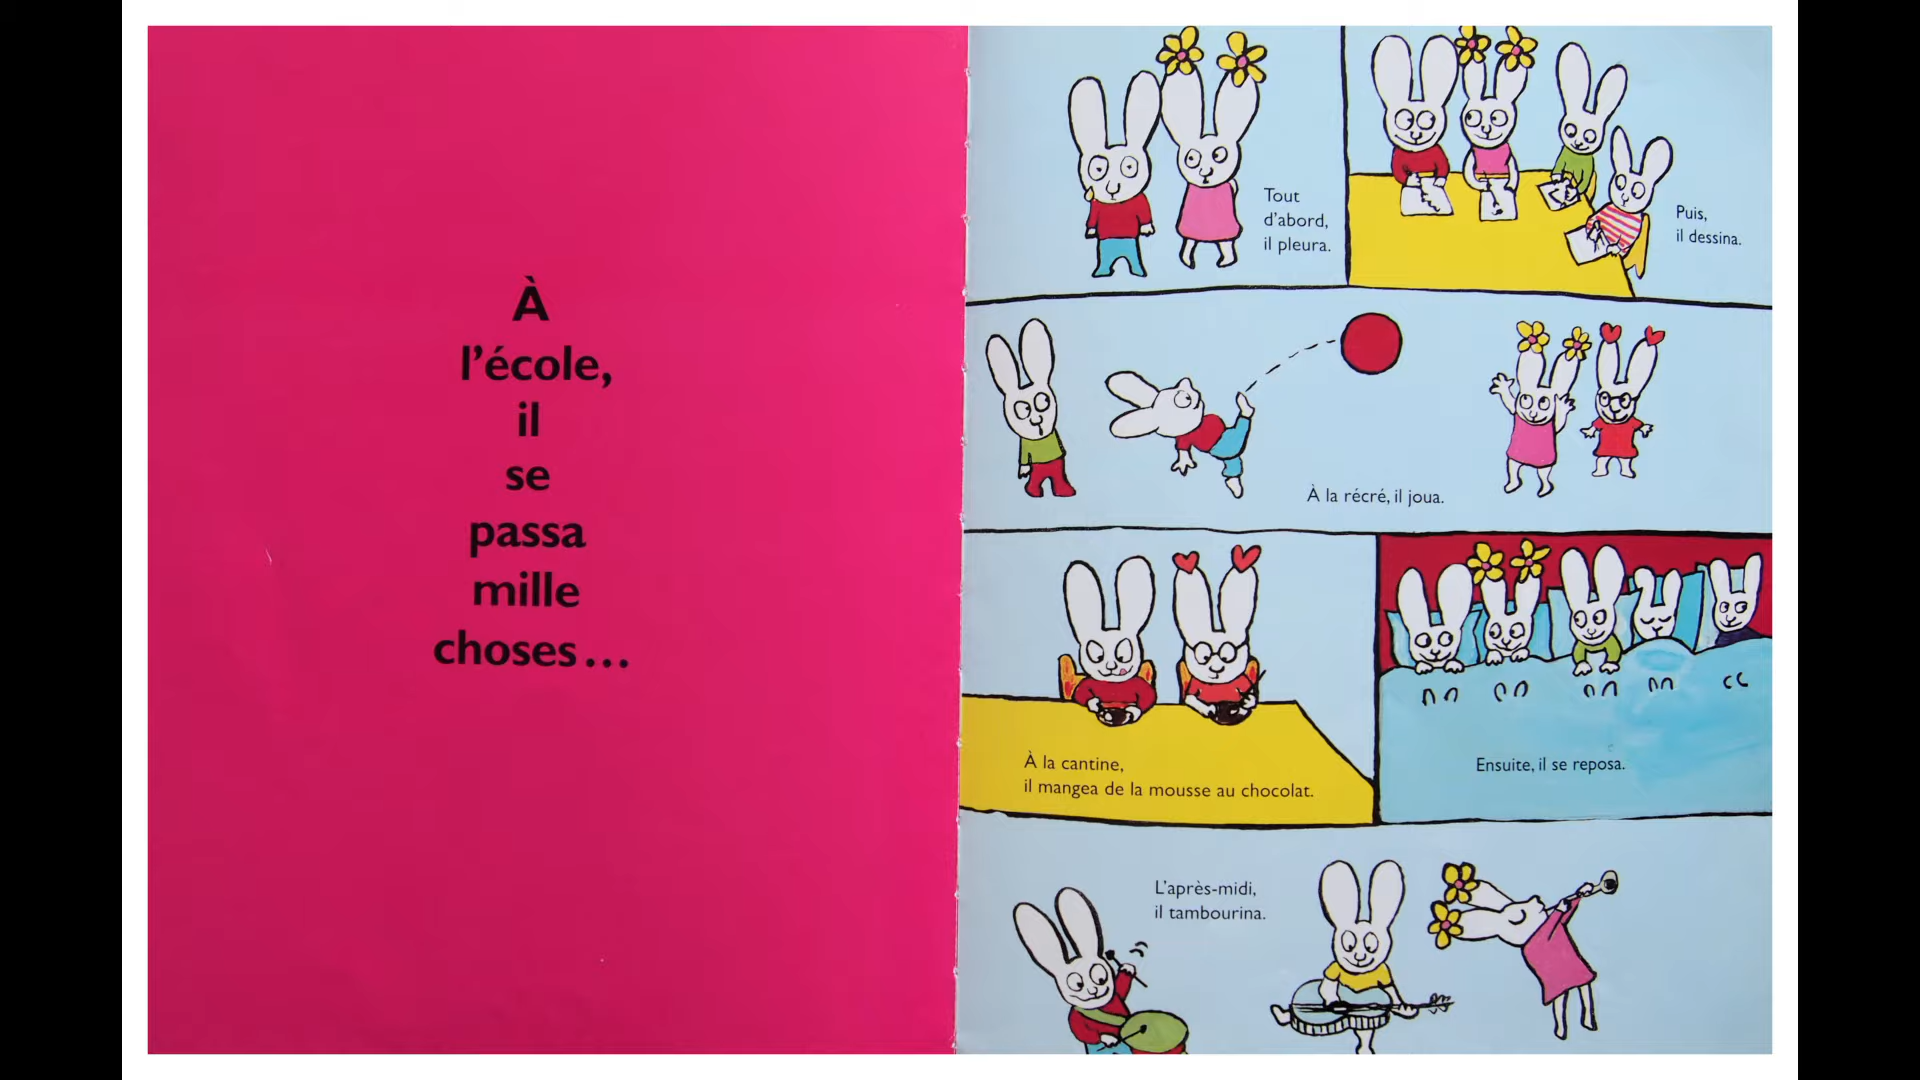 À
l'école,
il
se
passa
mille
choses...
Tout
d'abord,
il pleura.
Puis,
il dessina.
À la récré, il joua.
À la cantine,
il mangea de la mousse au chocolat.
Ensuite, il se reposa.
L'après-midi,
il tambourina.